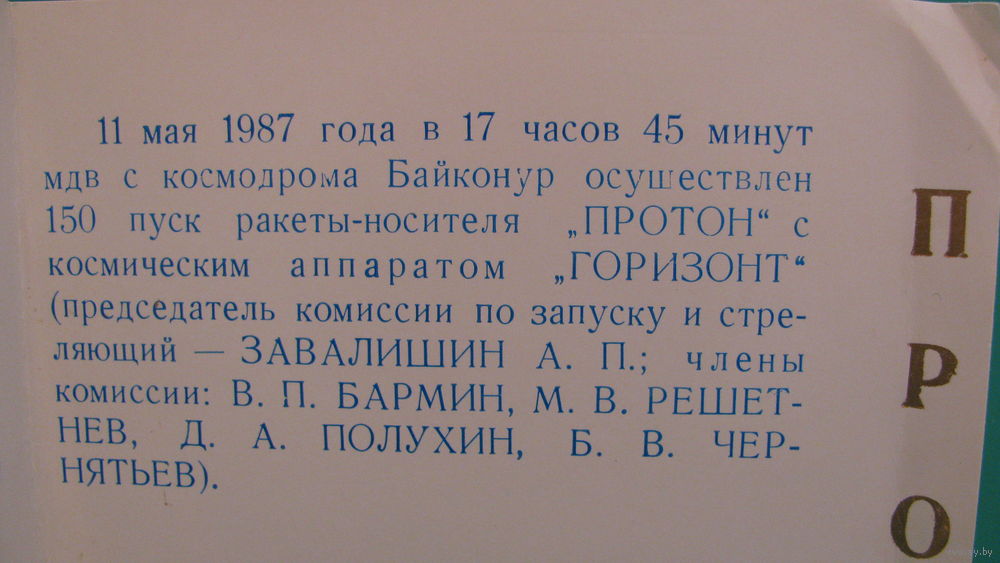 11 мая 1987 года в 17 часов 45 минут
мдв с космодрома Байконур осуществлен
150 пуск ракеты-носителя „ПРОТОН“ с
космическим аппаратом „ГОРИЗОНТ“
(председатель комиссии по запуску и стре-
ляющий — ЗАВАЛИШИН А. П.; члены
комиссии: В. П. БАРМИН, М. В. РЕШЕТ-
НЕВ, Д. А. ПОЛУХИН, Б. В. ЧЕР-
НЯТЬЕВ).
П
Р
О